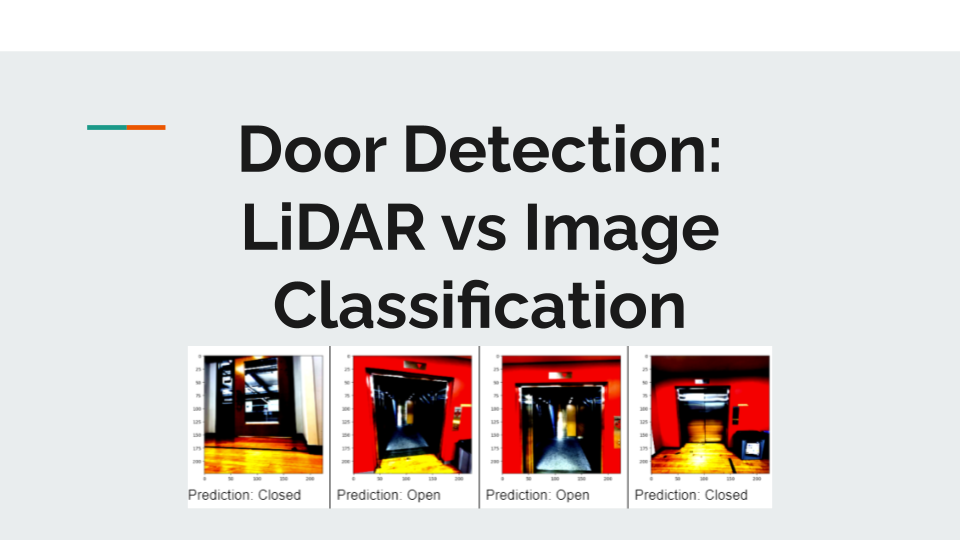 Door Detection:
LiDAR vs Image
Classification
Prediction: Closed
Prediction: Open
Prediction: Open
Prediction: Closed